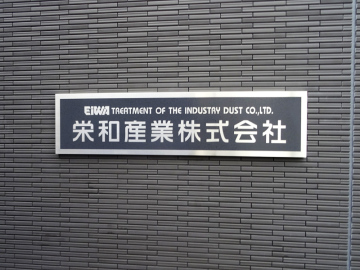 EIWA TREATMENT OF THE INDUSTRY DUST CO.,LTD.
栄和産業株式会社